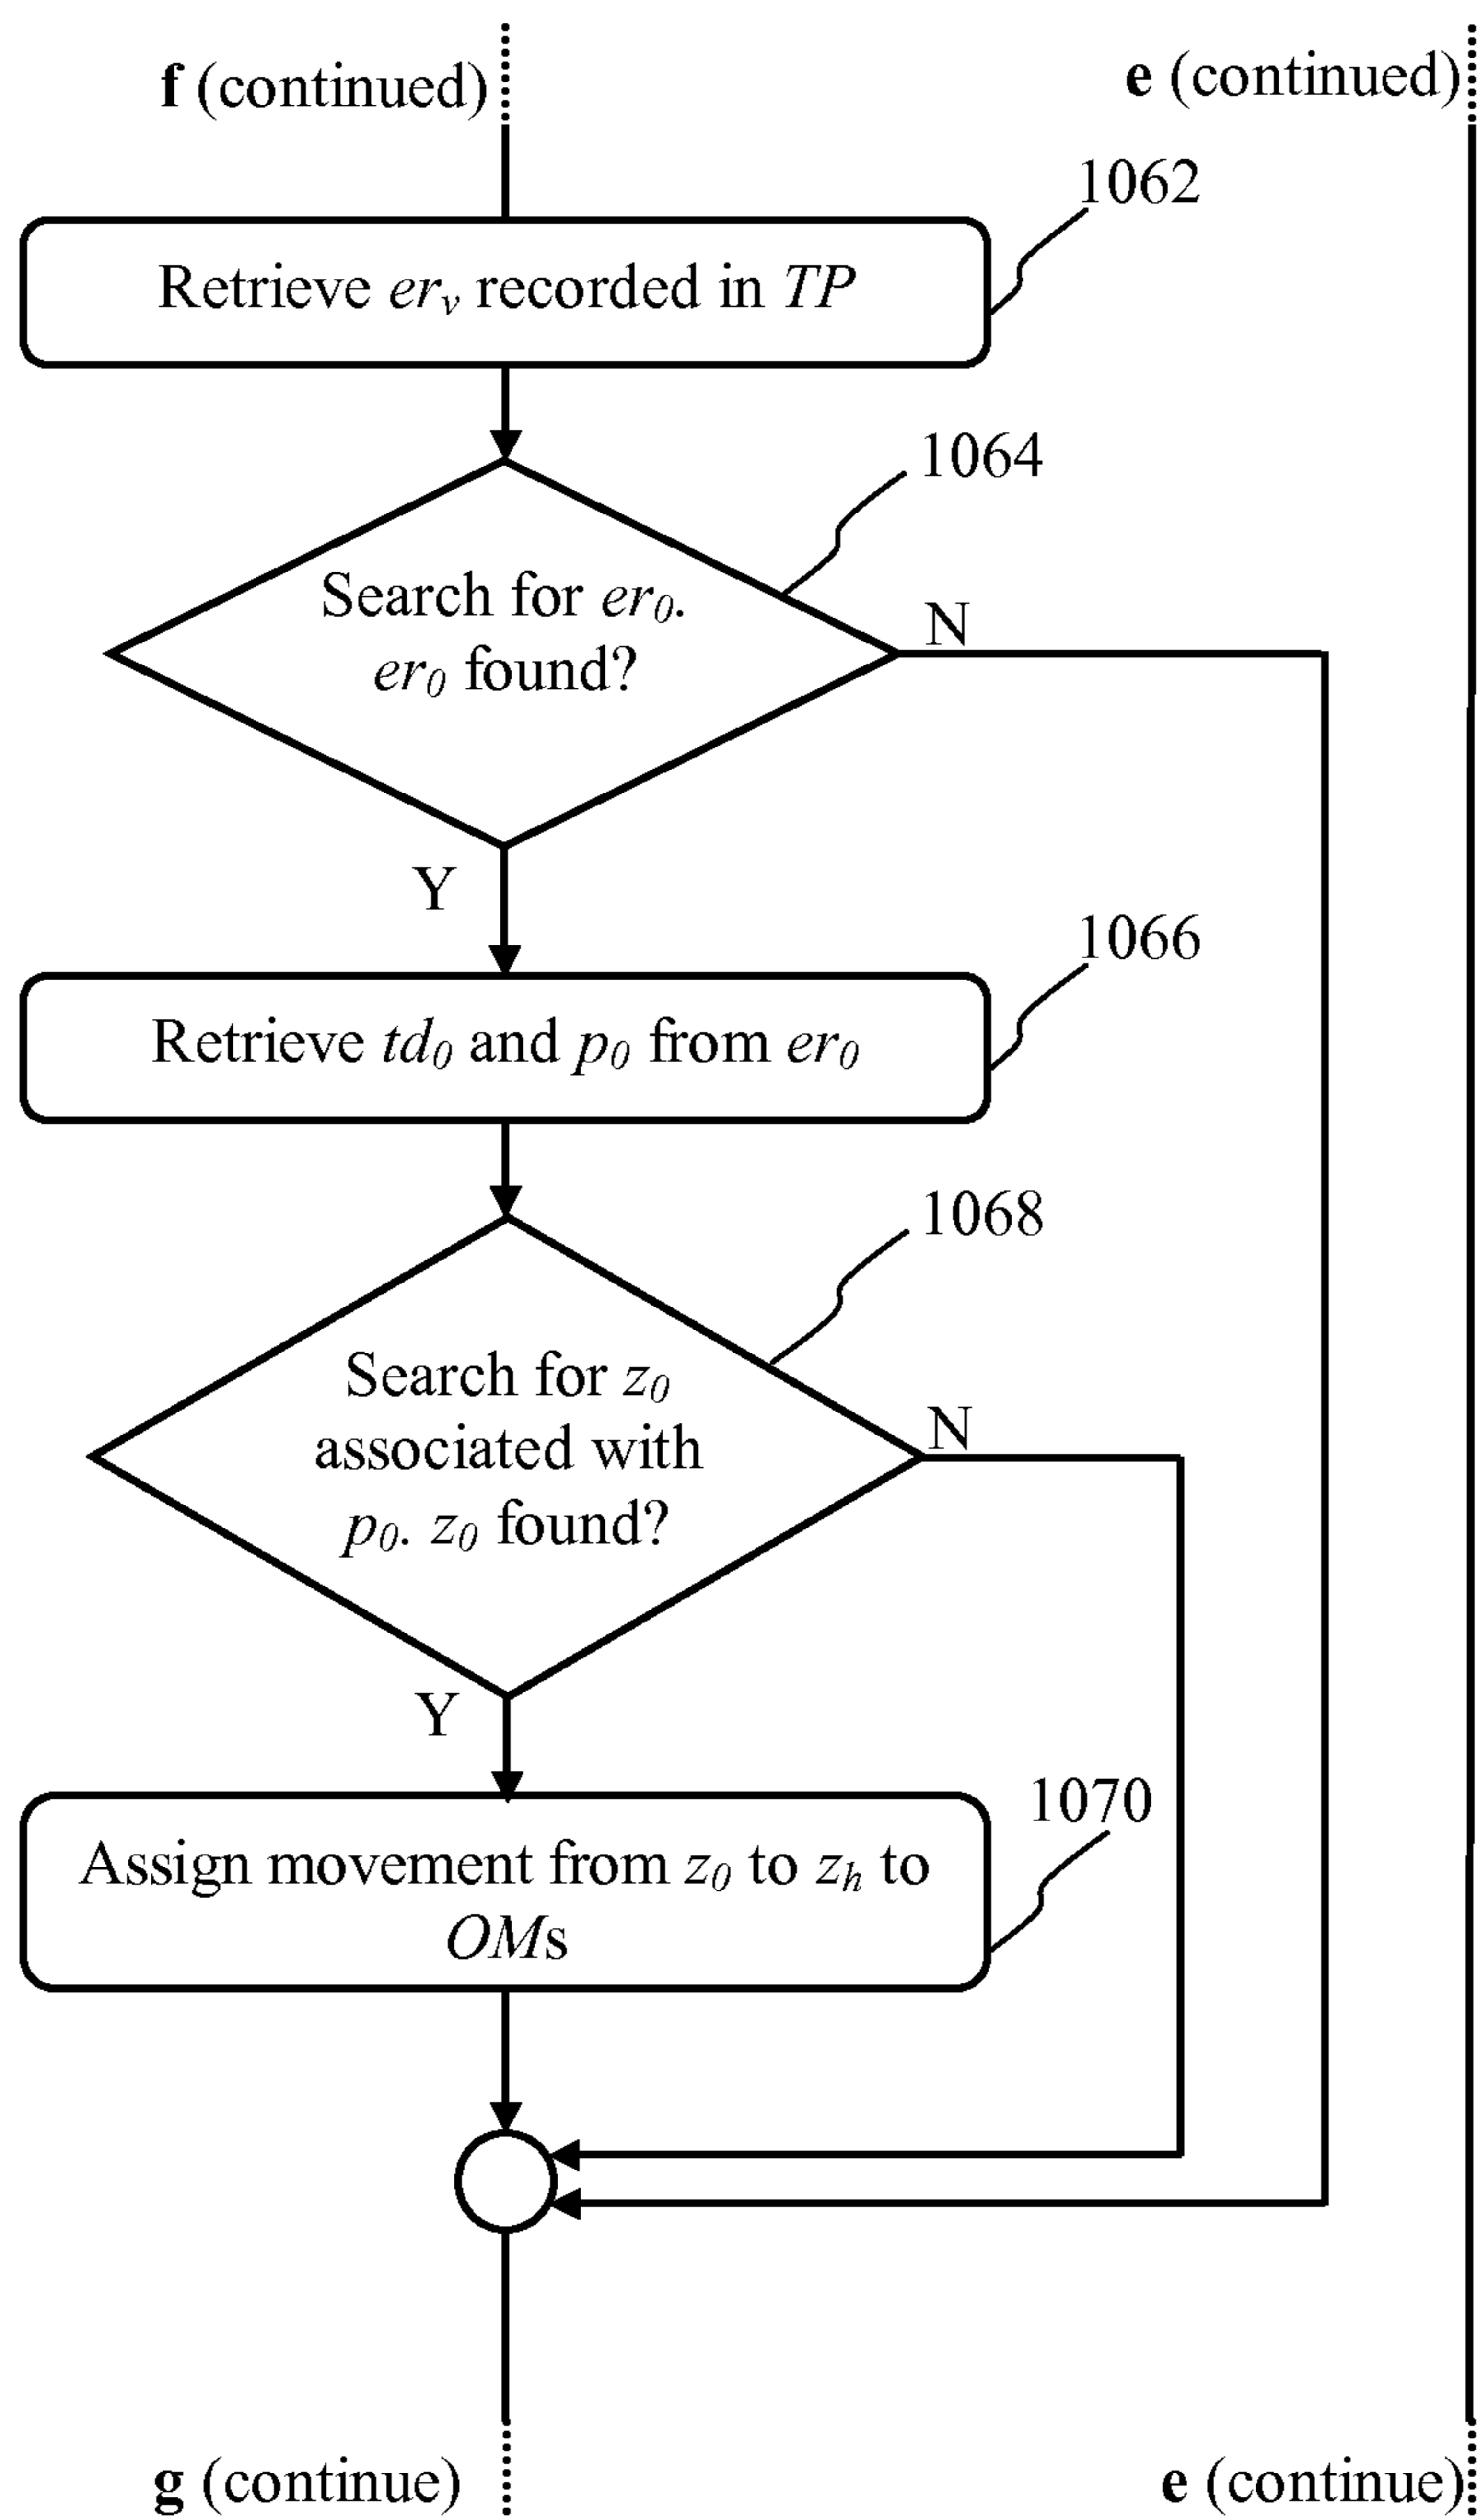 f (continued)
e (continued)
1062
Retrieve erᵥ recorded in TP
1064
Search for er₀.
er₀ found?
N
Y
1066
Retrieve td₀ and p₀ from er₀
1068
Search for z₀
associated with
p₀. z₀ found?
N
Y
1070
Assign movement from z₀ to zₕ to
OMs
g (continue)
e (continue)